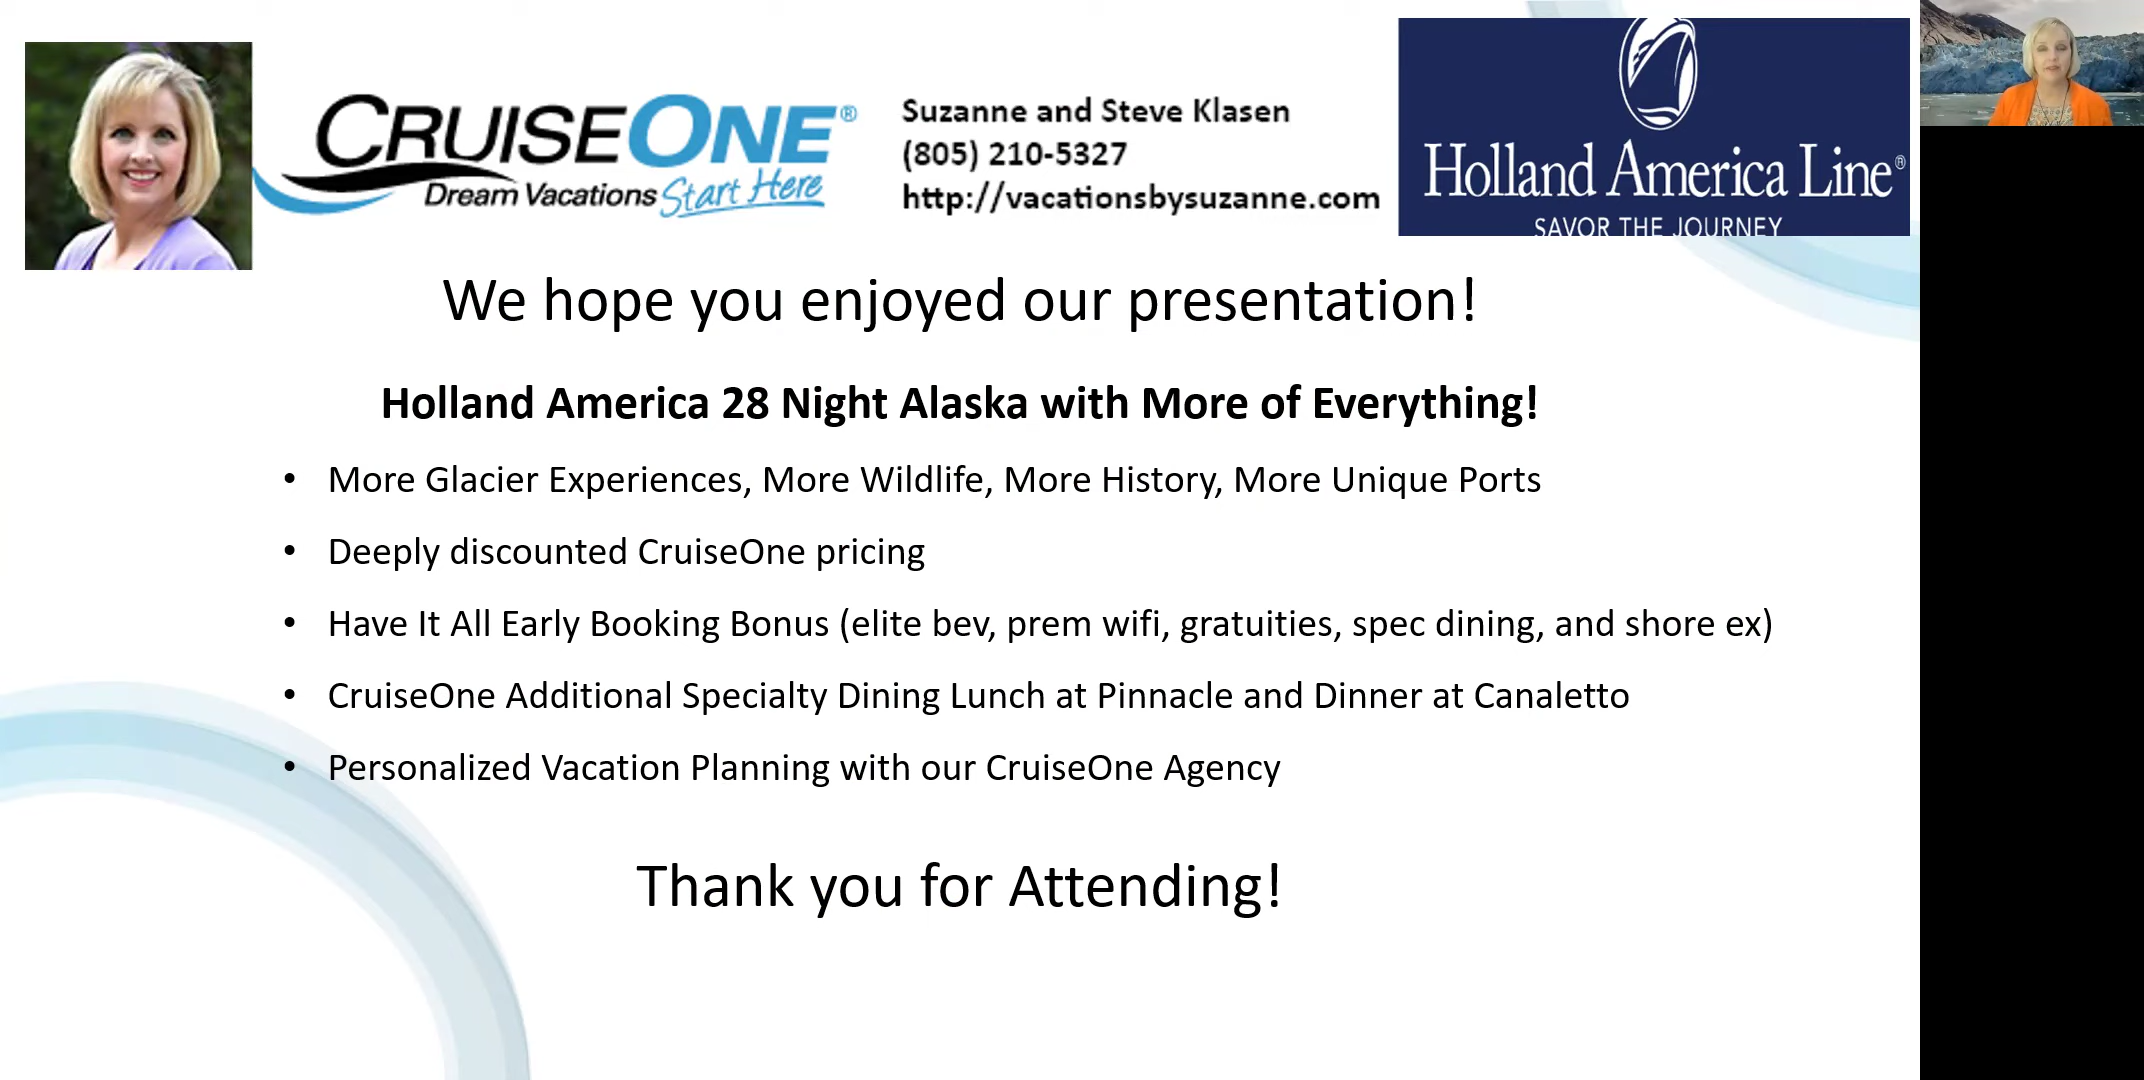 CRUISEONE®
Dream Vacations Start Here
Suzanne and Steve Klasen
(805) 210-5327
http://vacationsbysuzanne.com
Holland America Line®
SAVOR THE JOURNEY
We hope you enjoyed our presentation!
Holland America 28 Night Alaska with More of Everything!
• More Glacier Experiences, More Wildlife, More History, More Unique Ports
• Deeply discounted CruiseOne pricing
• Have It All Early Booking Bonus (elite bev, prem wifi, gratuities, spec dining, and shore ex)
• CruiseOne Additional Specialty Dining Lunch at Pinnacle and Dinner at Canaletto
• Personalized Vacation Planning with our CruiseOne Agency
Thank you for Attending!